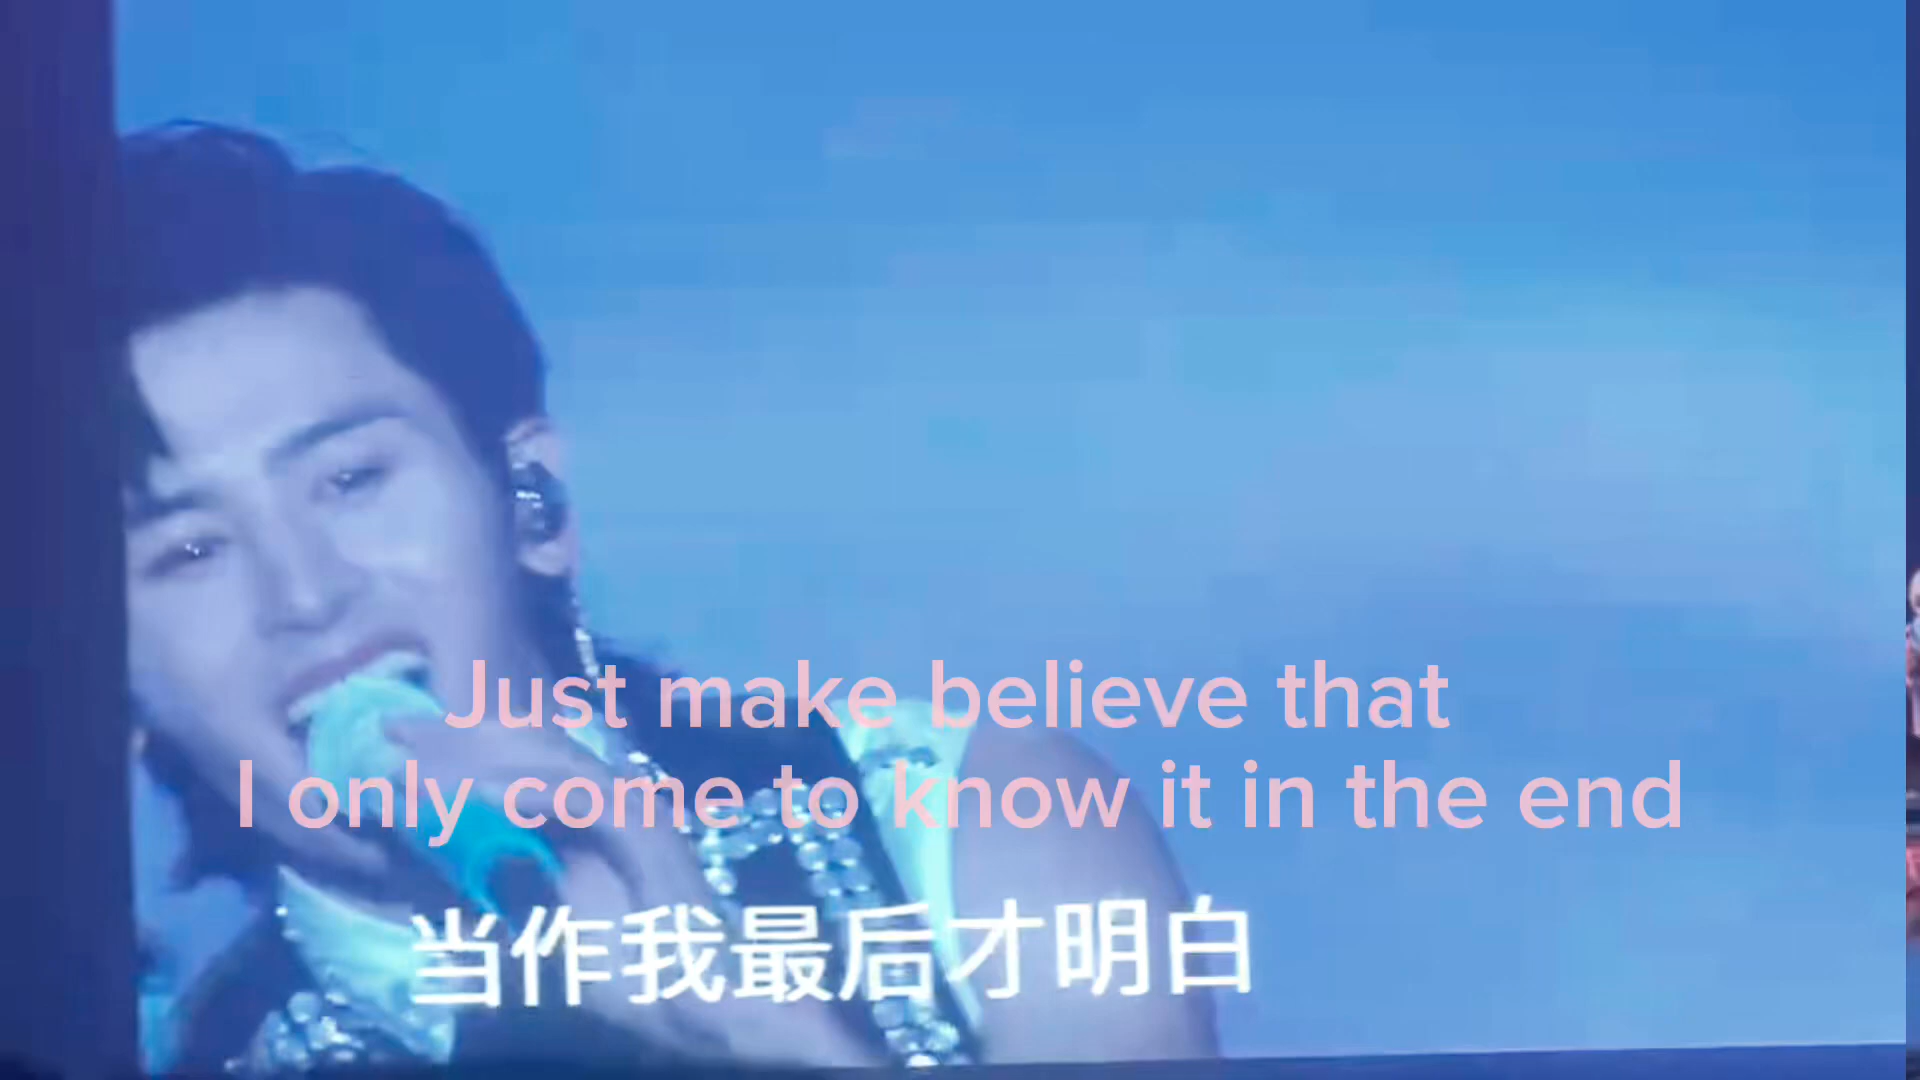 Just make believe that
I only come to know it in the end
当作我最后才明白